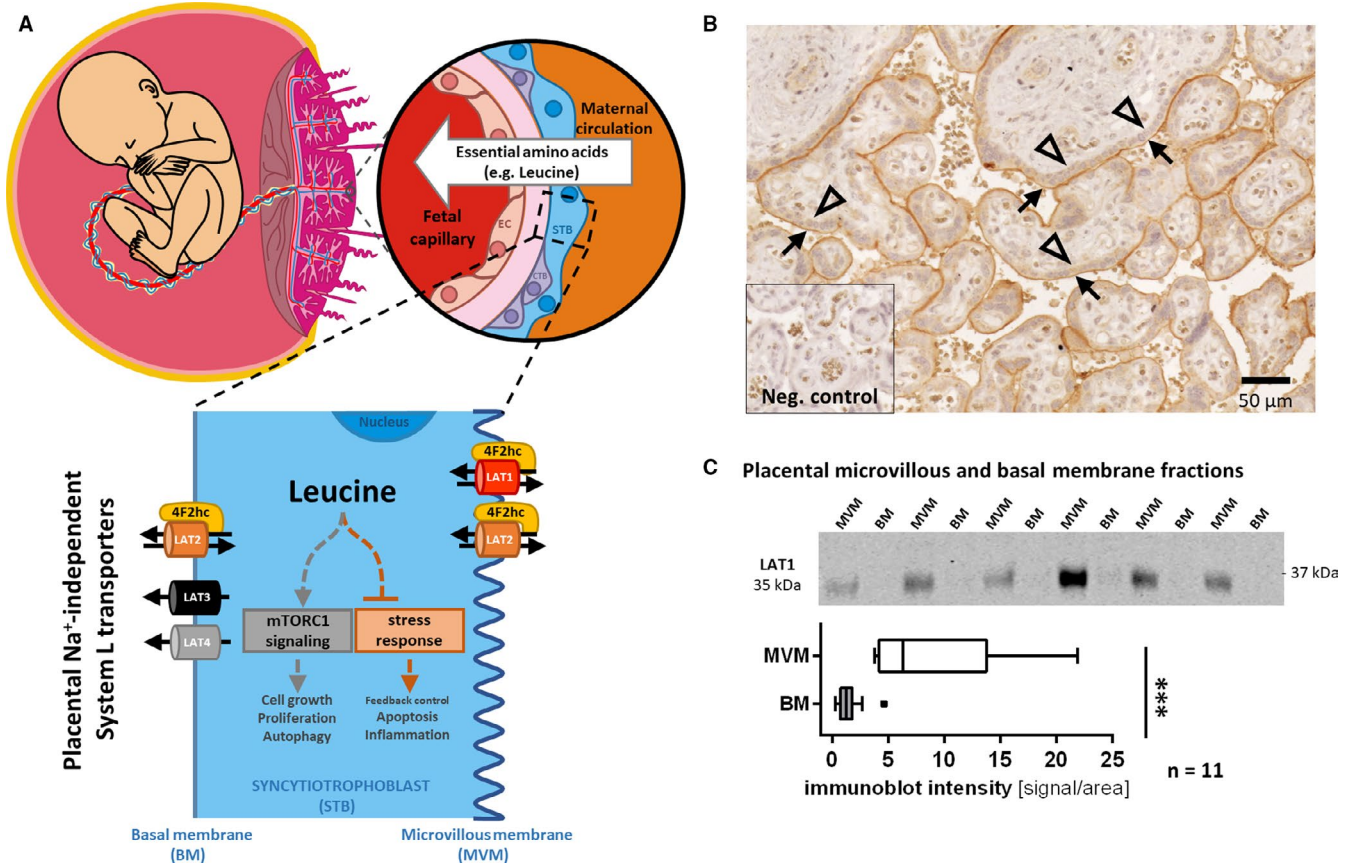 A
Maternal
circulation
Essential amino acids
(e.g. Leucine)
Fetal
capillary
EC
STB
CTB
Placental Na⁺-independent
System L transporters
Nucleus
4F2hc
LAT1
Leucine
4F2hc
LAT2
4F2hc
LAT2
LAT3
LAT4
mTORC1
signaling
stress
response
Cell growth
Proliferation
Autophagy
Feedback control
Apoptosis
Inflammation
SYNCYTIOTROPHOBLAST
(STB)
Basal membrane
(BM)
Microvillous membrane
(MVM)
B
Neg. control
50 µm
C Placental microvillous and basal membrane fractions
MVM BM MVM BM MVM BM MVM BM MVM BM MVM BM
LAT1
35 kDa
37 kDa
MVM
BM
***
0 5 10 15 20 25
immunoblot intensity [signal/area]
n = 11